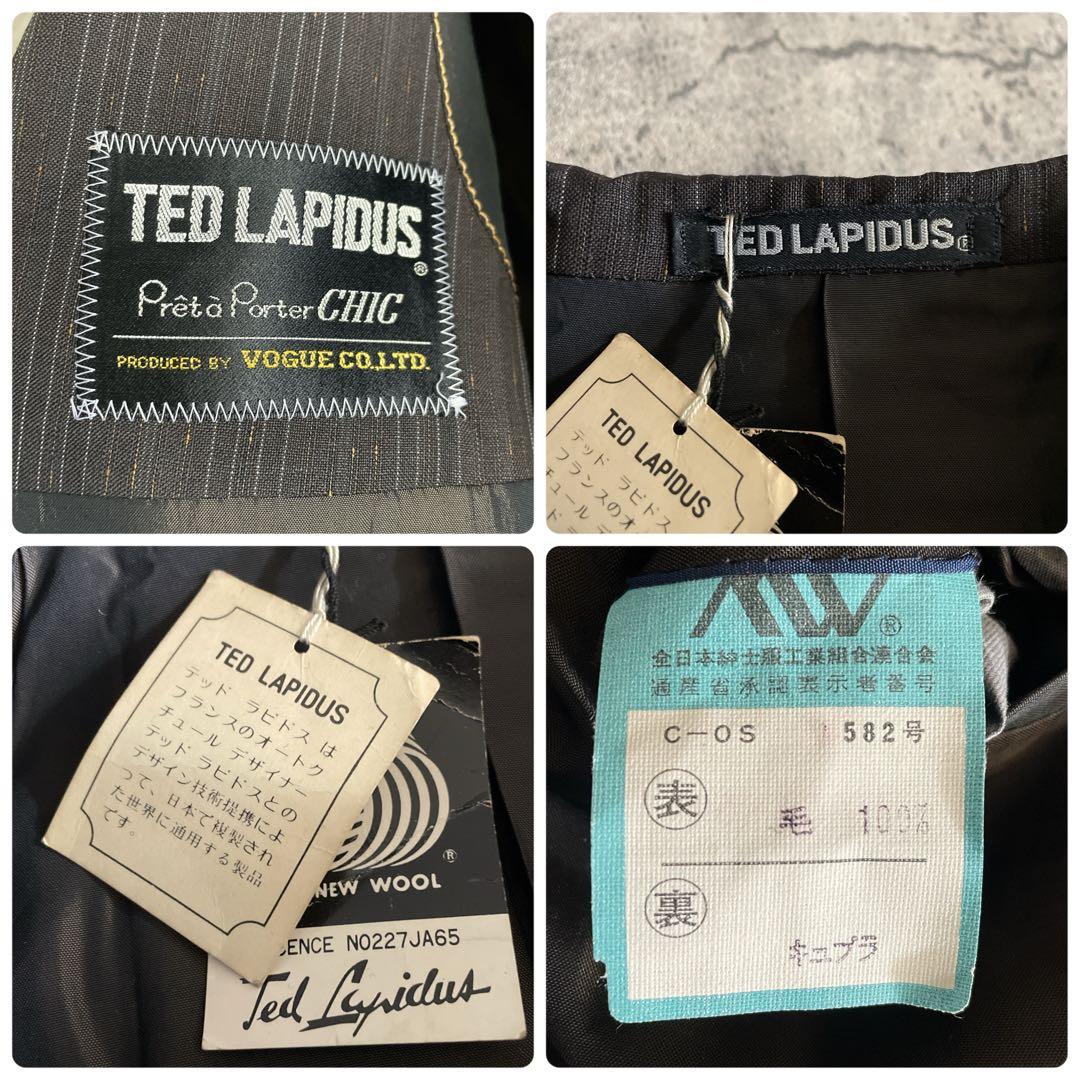 TED LAPIDUS®
Prêt à Porter CHIC
PRODUCED BY VOGUE CO.,LTD.
TED LAPIDUS®
TED LAPIDUS
テッド ラピドス
フランスのオー
チュール デ
TED LAPIDUS
テッド ラピドス は
フランスのオートク
チュール デザイナー
テッド ラピドスとの
デザイン技術提携によ
って、日本で複製され
た世界に通用する製品
です。
®
NEW WOOL
CENCE NO227JA65
Ted Lapidus
®
全日本紳士服工業組合連合会
通産省承認表示者番号
C-OS 582号
表 毛 100%
裏 キュプラ